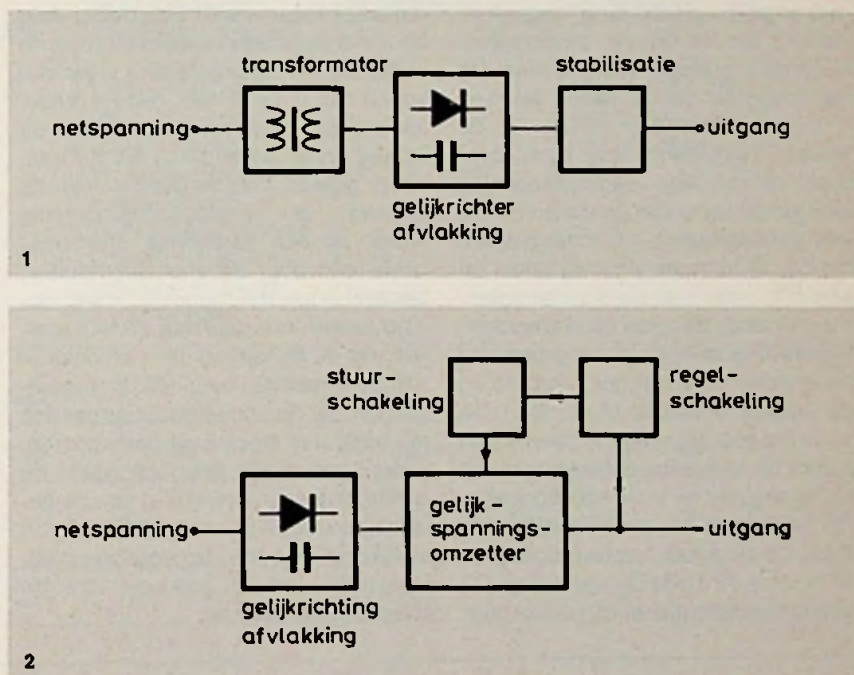 transformator
stabilisatie
netspanning
uitgang
gelijkrichter
afvlakking
1
stuur-
schakeling
regel-
schakeling
netspanning
gelijk-
spannings-
omzetter
uitgang
gelijkrichting
afvlakking
2